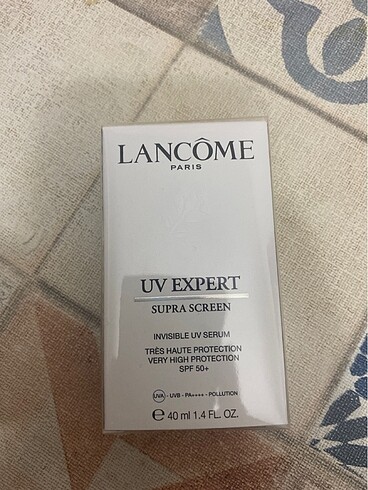 LANCÔME
PARIS
UV EXPERT
SUPRA SCREEN
INVISIBLE UV SERUM
TRÈS HAUTE PROTECTION
VERY HIGH PROTECTION
SPF 50+
UVA - UVB - PA++++ - POLLUTION
℮ 40 ml 1.4 FL. OZ.